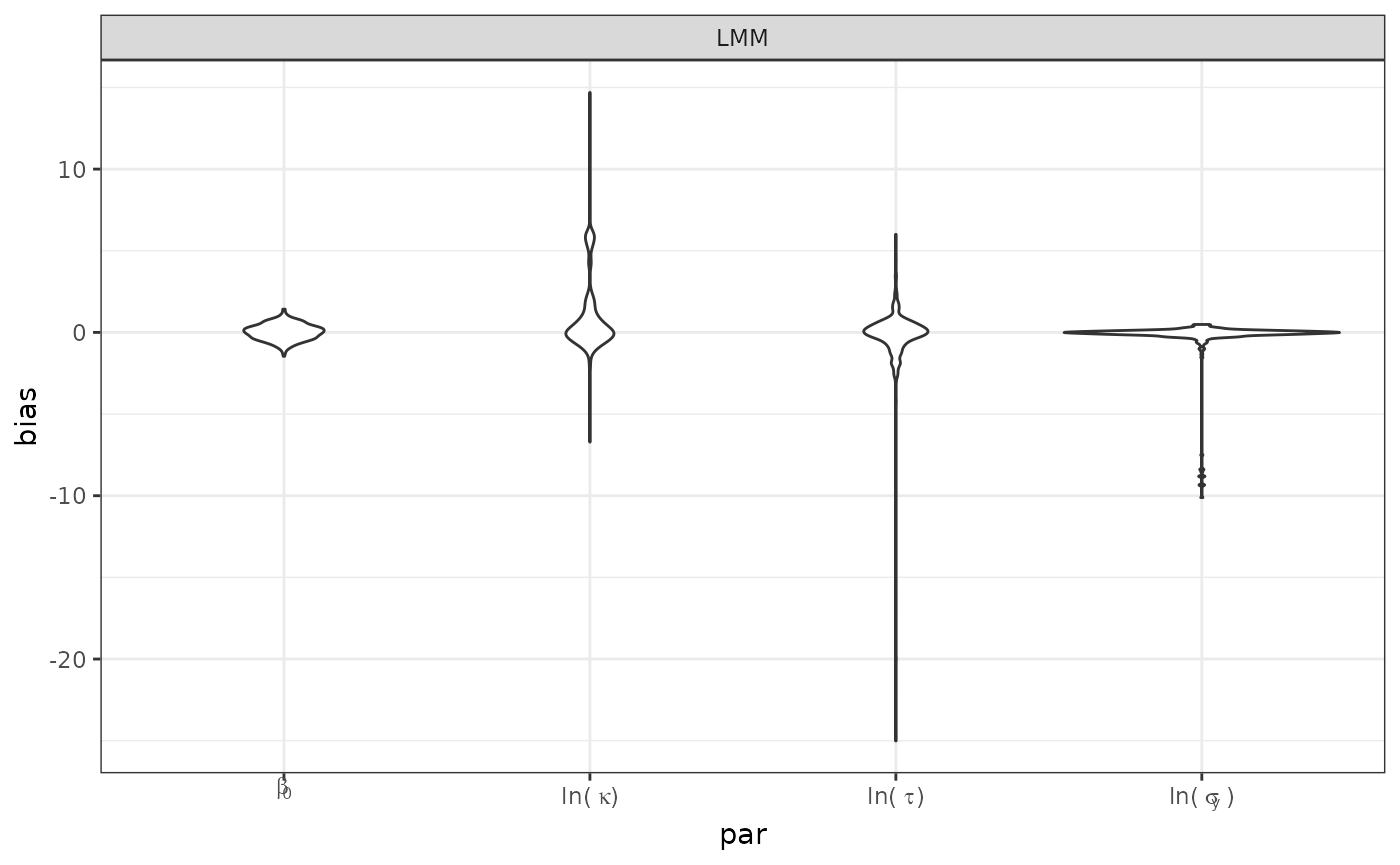 LMM
bias
10
0
-10
-20
β₀
ln( κ)
ln( τ)
ln( σy )
par